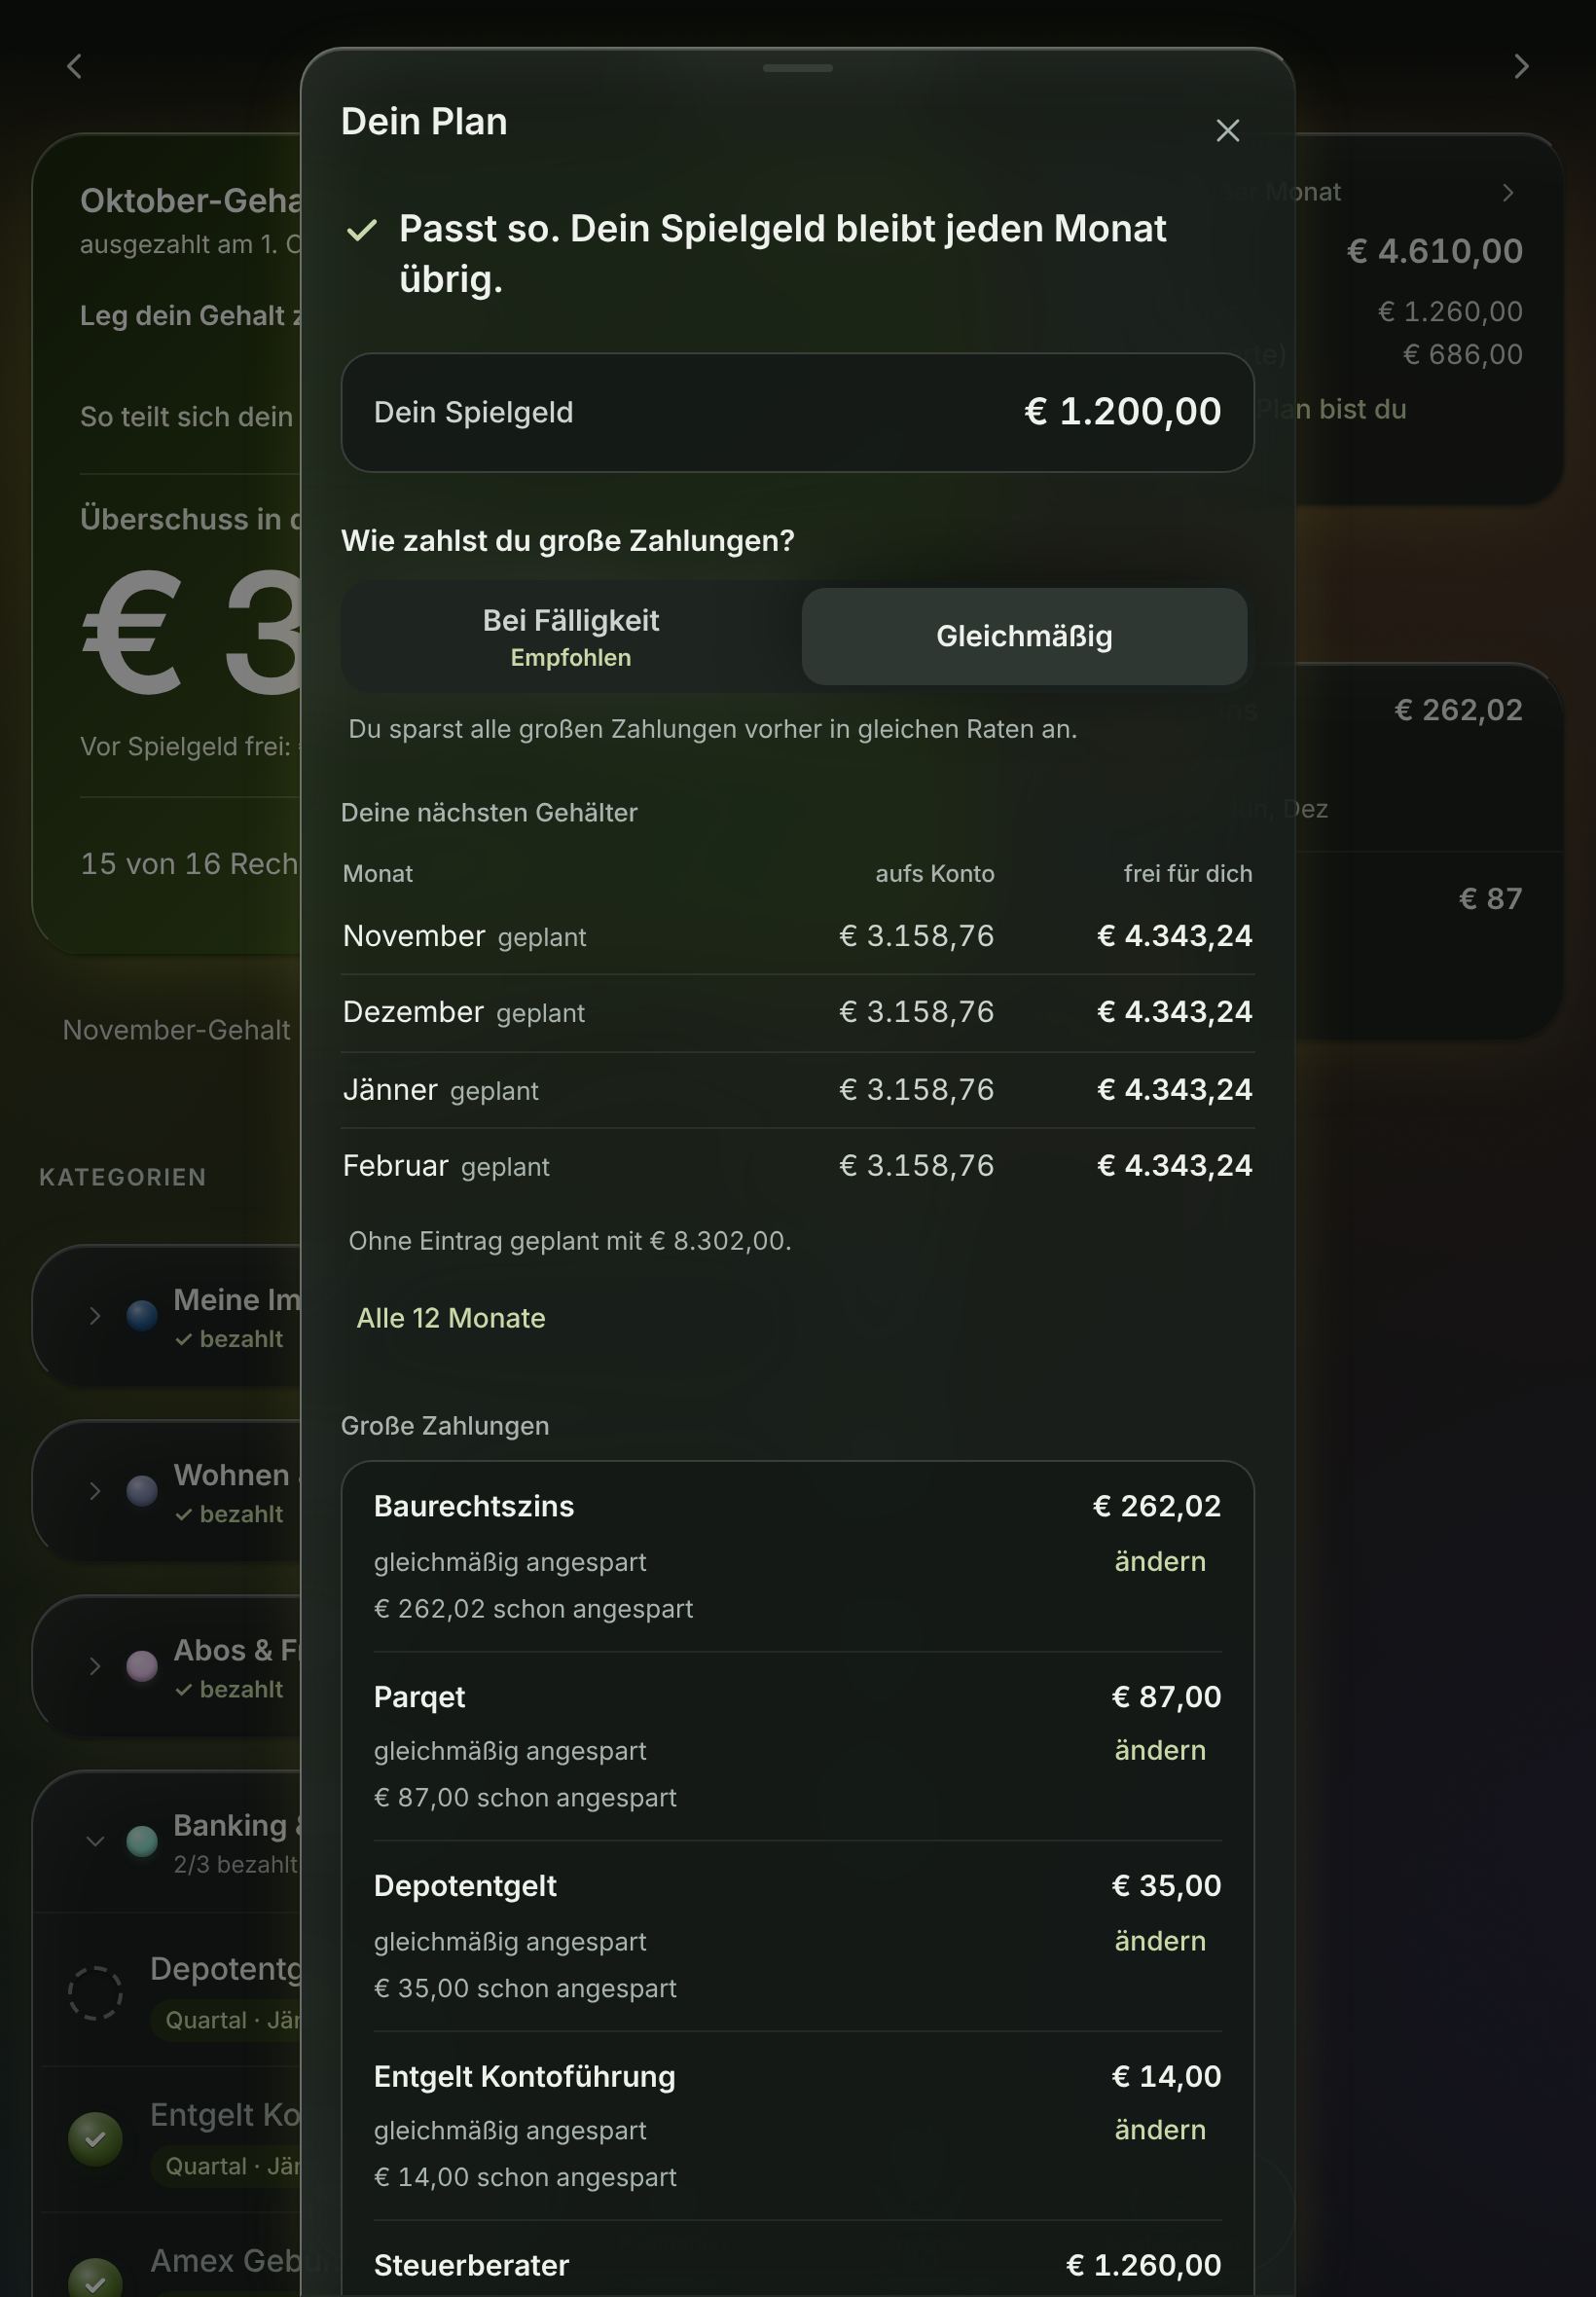 Dein Plan
Passt so. Dein Spielgeld bleibt jeden Monat
übrig.
Dein Spielgeld
€ 1.200,00
Wie zahlst du große Zahlungen?
Bei Fälligkeit
Empfohlen
Gleichmäßig
Du sparst alle großen Zahlungen vorher in gleichen Raten an.
Deine nächsten Gehälter
Monat aufs Konto frei für dich
November geplant € 3.158,76 € 4.343,24
Dezember geplant € 3.158,76 € 4.343,24
Jänner geplant € 3.158,76 € 4.343,24
Februar geplant € 3.158,76 € 4.343,24
Ohne Eintrag geplant mit € 8.302,00.
Alle 12 Monate
Große Zahlungen
Baurechtszins € 262,02
gleichmäßig angespart ändern
€ 262,02 schon angespart
Parqet € 87,00
gleichmäßig angespart ändern
€ 87,00 schon angespart
Depotentgelt € 35,00
gleichmäßig angespart ändern
€ 35,00 schon angespart
Entgelt Kontoführung € 14,00
gleichmäßig angespart ändern
€ 14,00 schon angespart
Steuerberater € 1.260,00
Oktober-Geha
ausgezahlt am 1. O
Leg dein Gehalt z
So teilt sich dein
Überschuss in d
€ 3
Vor Spielgeld frei:
15 von 16 Rech
November-Gehalt
KATEGORIEN
Meine Im
bezahlt
Wohnen
bezahlt
Abos & Fi
bezahlt
Banking &
2/3 bezahlt
Depotentg
Quartal · Jän
Entgelt Ko
Quartal · Jän
Amex Geb
Monat
€ 4.610,00
€ 1.260,00
€ 686,00
Plan bist du
€ 262,02
Dez
€ 87